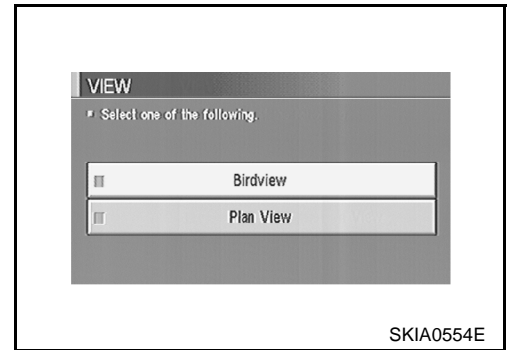 VIEW
Select one of the following.
Birdview
Plan View
SKIA0554E